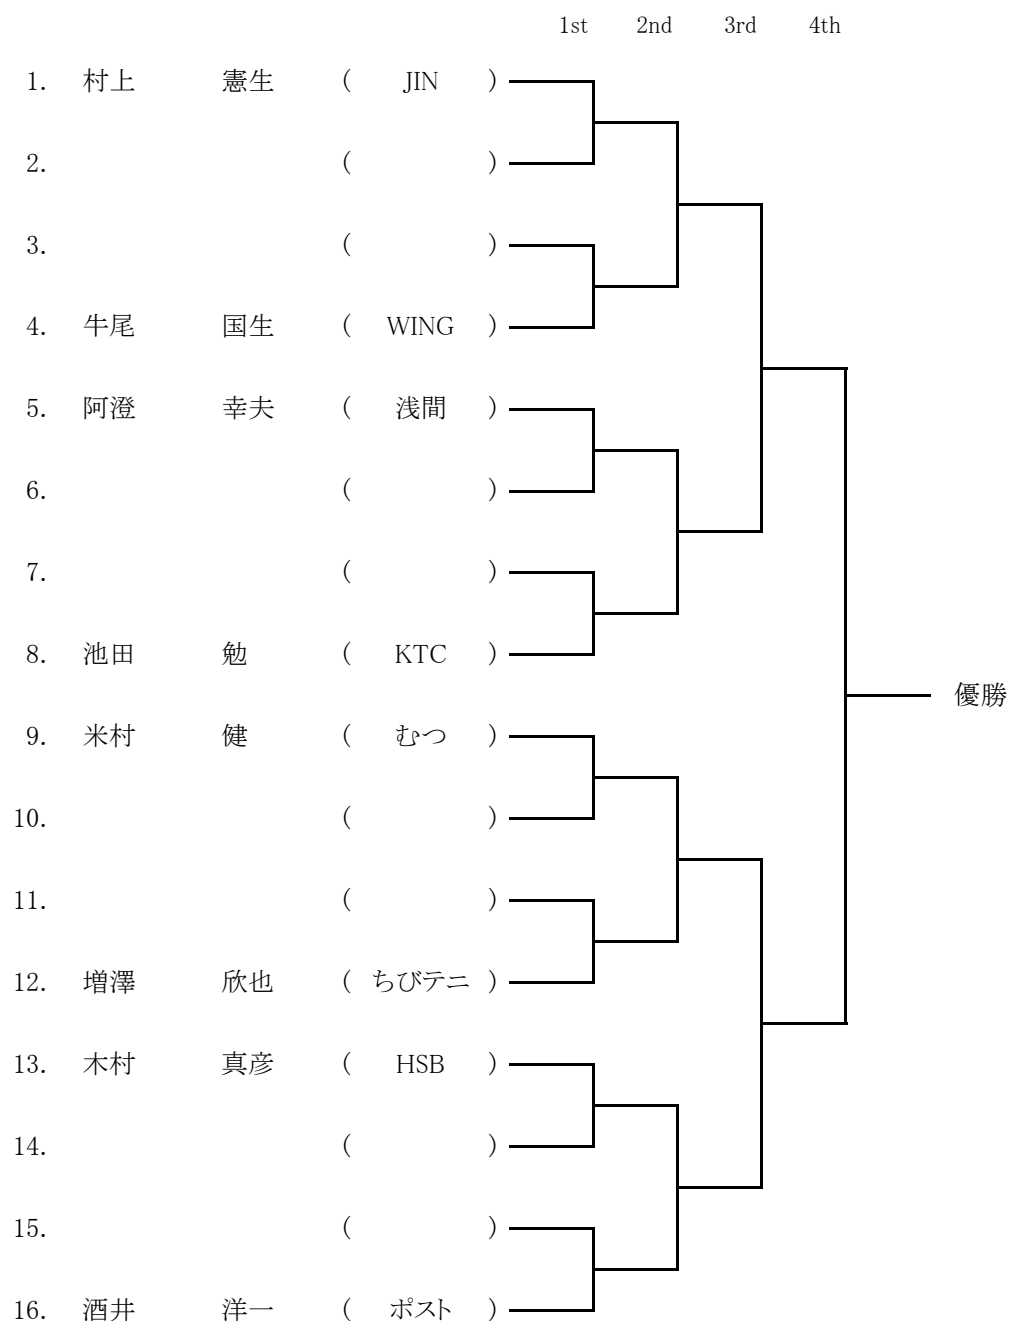 1st 2nd 3rd 4th
1. 村上 憲生 ( JIN )
2. ( )
3. ( )
4. 牛尾 国生 ( WING )
5. 阿澄 幸夫 ( 浅間 )
6. ( )
7. ( )
8. 池田 勉 ( KTC )
優勝
9. 米村 健 ( むつ )
10. ( )
11. ( )
12. 増澤 欣也 ( ちびテニ )
13. 木村 真彦 ( HSB )
14. ( )
15. ( )
16. 酒井 洋一 ( ポスト )